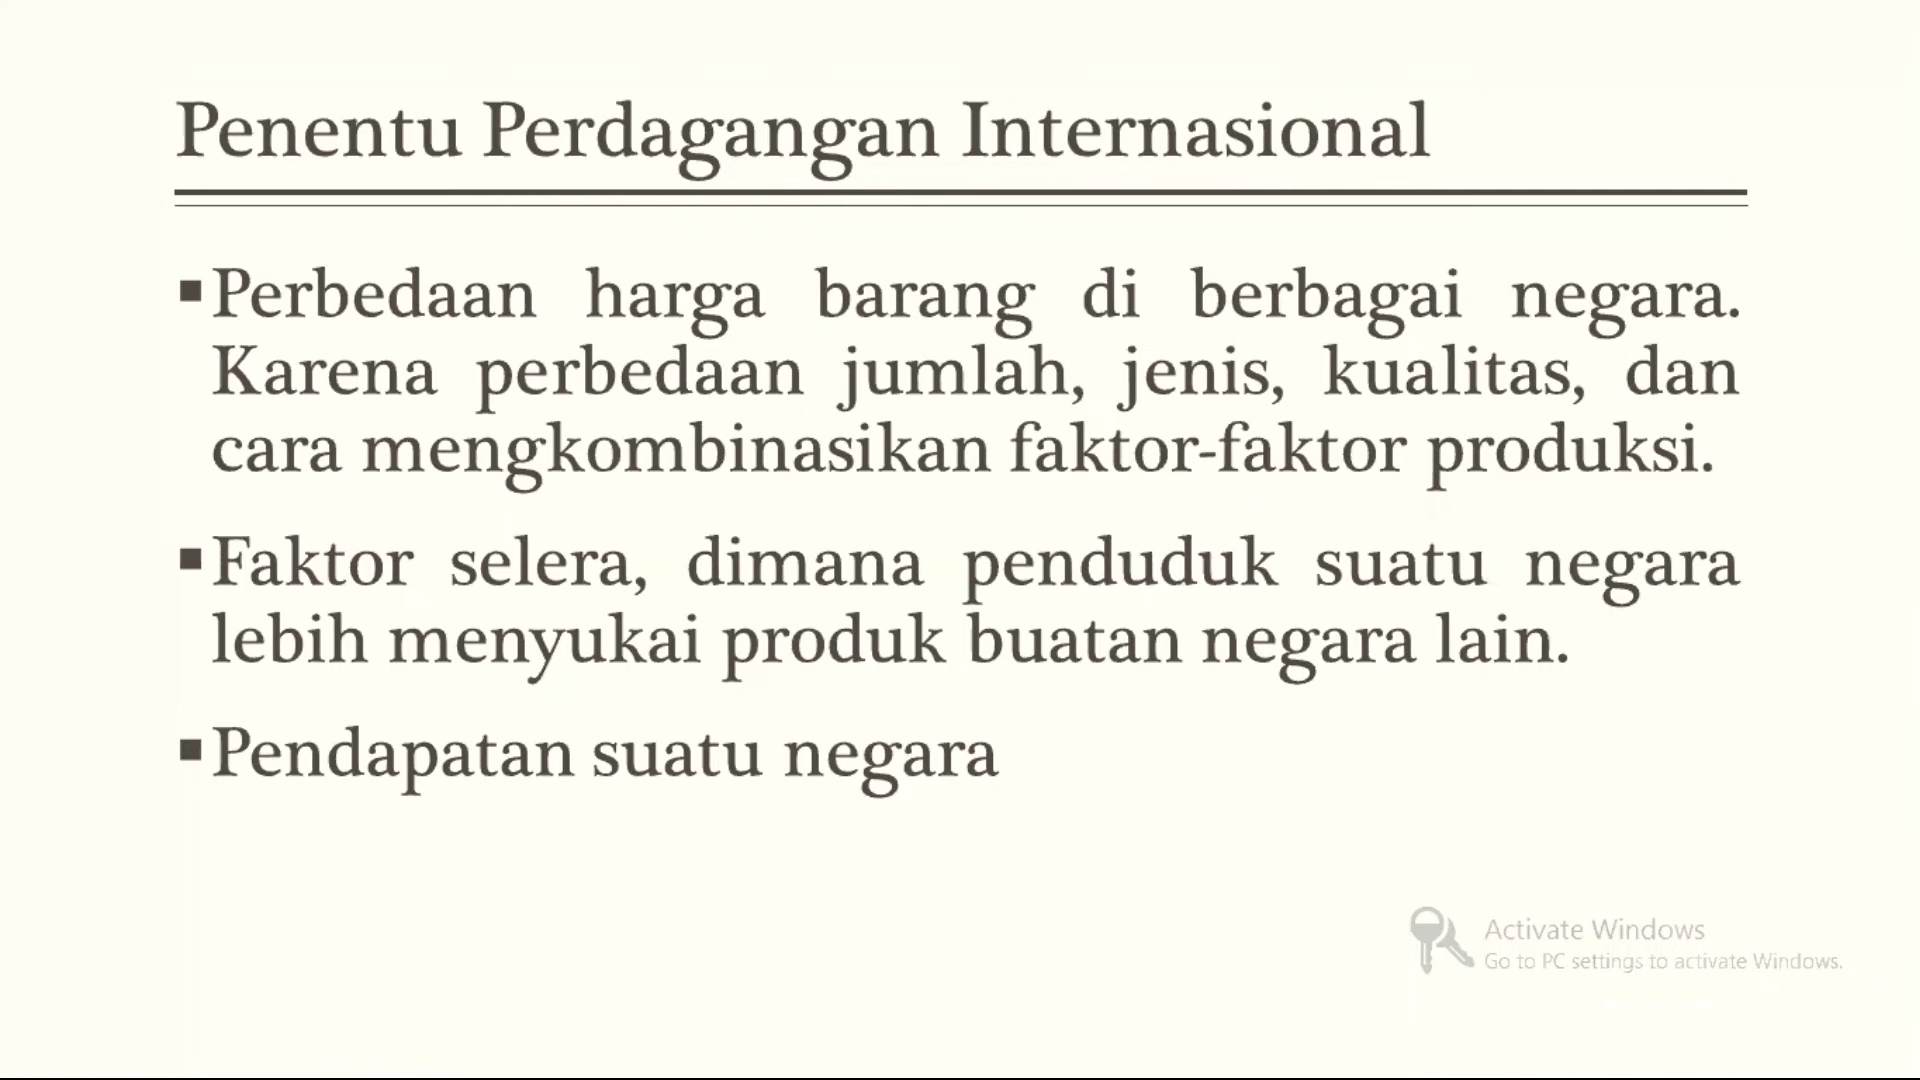 Penentu Perdagangan Internasional
▪Perbedaan harga barang di berbagai negara.
Karena perbedaan jumlah, jenis, kualitas, dan
cara mengkombinasikan faktor-faktor produksi.
▪Faktor selera, dimana penduduk suatu negara
lebih menyukai produk buatan negara lain.
▪Pendapatan suatu negara
Activate Windows
Go to PC settings to activate Windows.